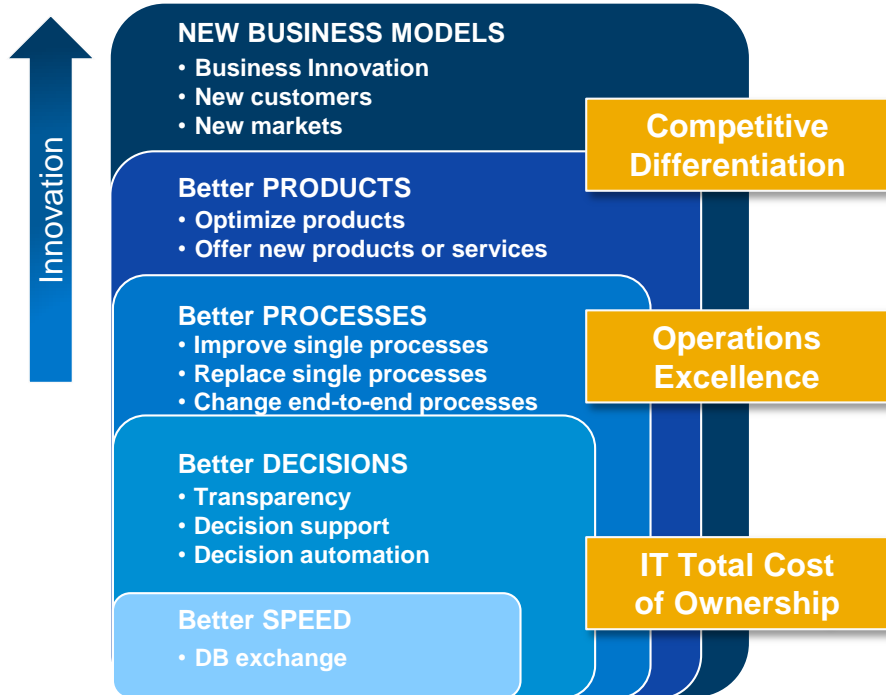 Innovation
NEW BUSINESS MODELS
• Business Innovation
• New customers
• New markets
Competitive
Differentiation
Better PRODUCTS
• Optimize products
• Offer new products or services
Better PROCESSES
• Improve single processes
• Replace single processes
• Change end-to-end processes
Operations
Excellence
Better DECISIONS
• Transparency
• Decision support
• Decision automation
IT Total Cost
of Ownership
Better SPEED
• DB exchange